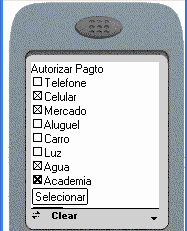 Autorizar Pagto
Telefone
Celular
Mercado
Aluguel
Carro
Luz
Agua
Academia
Selecionar
Clear